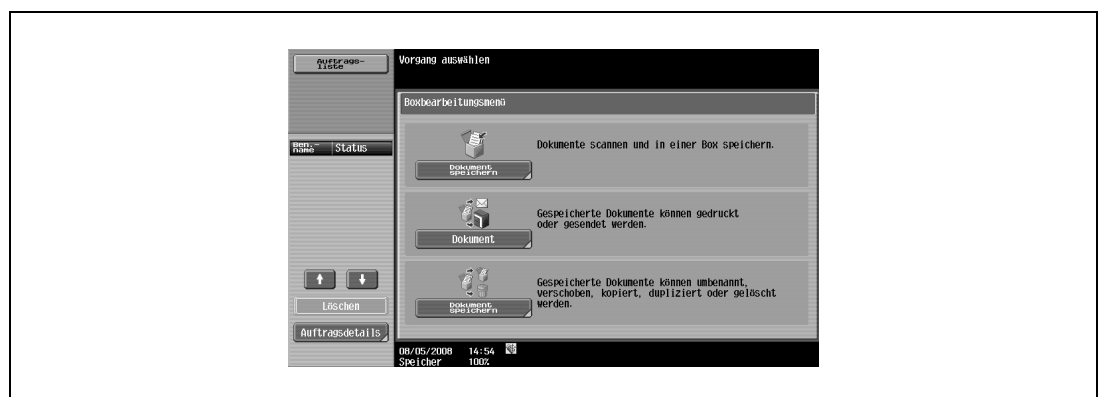 Auftrags-
liste
Vorgang auswählen
Boxbearbeitungsmenü
Ben.-
name
Status
Dokumente scannen und in einer Box speichern.
Dokument
speichern
Gespeicherte Dokumente können gedruckt
oder gesendet werden.
Dokument
Gespeicherte Dokumente können umbenannt,
verschoben, kopiert, dupliziert oder gelöscht
werden.
Dokument
speichern
Löschen
Auftragsdetails
08/05/2008 14:54
Speicher 100%